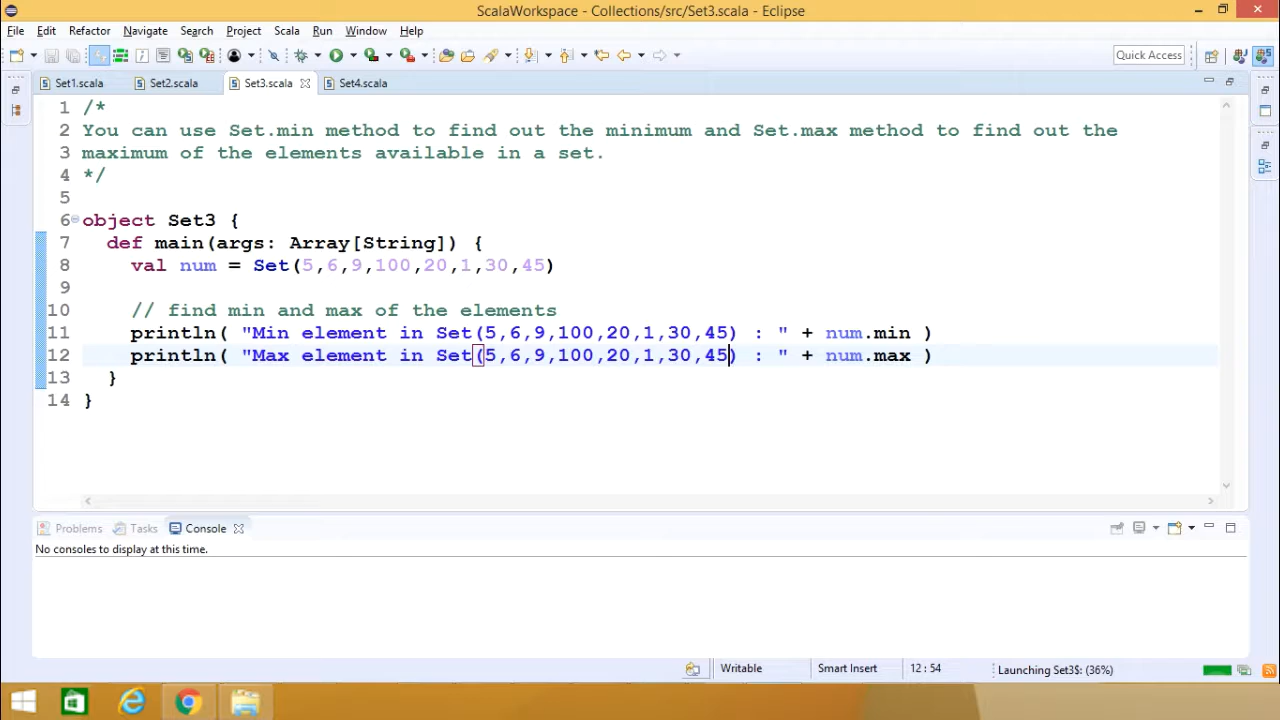 ScalaWorkspace - Collections/src/Set3.scala - Eclipse
File Edit Refactor Navigate Search Project Scala Run Window Help
Quick Access
Set1.scala Set2.scala Set3.scala Set4.scala
1 /*
2 You can use Set.min method to find out the minimum and Set.max method to find out the
3 maximum of the elements available in a set.
4 */
5
6 object Set3 {
7 def main(args: Array[String]) {
8 val num = Set(5,6,9,100,20,1,30,45)
9
10 // find min and max of the elements
11 println( "Min element in Set(5,6,9,100,20,1,30,45) : " + num.min )
12 println( "Max element in Set(5,6,9,100,20,1,30,45) : " + num.max )
13 }
14 }
Problems Tasks Console
No consoles to display at this time.
Writable Smart Insert 12 : 54 Launching Set3$: (36%)